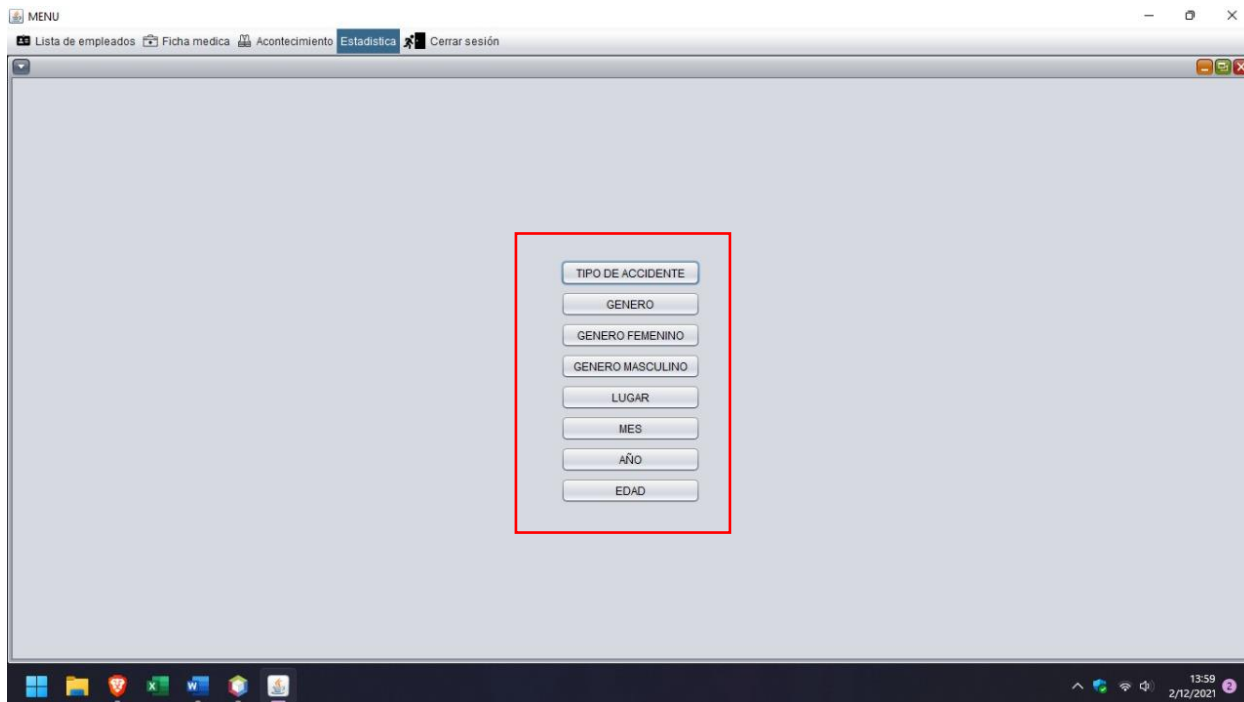 MENU
Lista de empleados Ficha medica Acontecimiento Estadistica Cerrar sesión
TIPO DE ACCIDENTE
GENERO
GENERO FEMENINO
GENERO MASCULINO
LUGAR
MES
AÑO
EDAD
13:59
2/12/2021
2